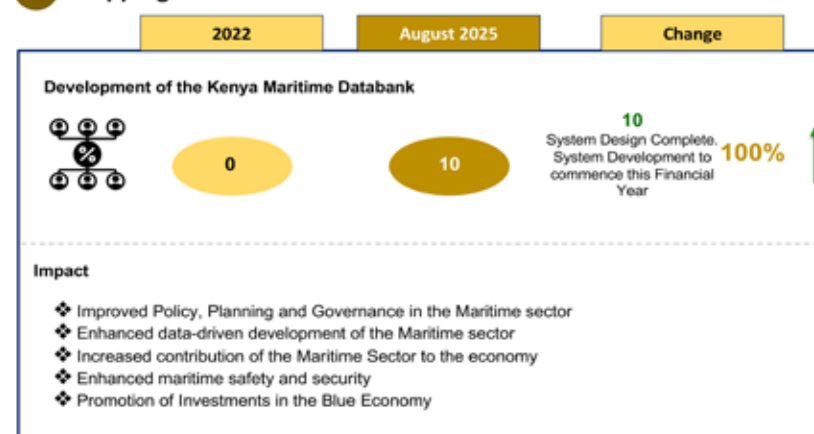 2022
August 2025
Change
Development of the Kenya Maritime Databank
%
0
10
10
System Design Complete.
System Development to
commence this Financial
Year
100%
Impact
❖ Improved Policy, Planning and Governance in the Maritime sector
❖ Enhanced data-driven development of the Maritime sector
❖ Increased contribution of the Maritime Sector to the economy
❖ Enhanced maritime safety and security
❖ Promotion of Investments in the Blue Economy